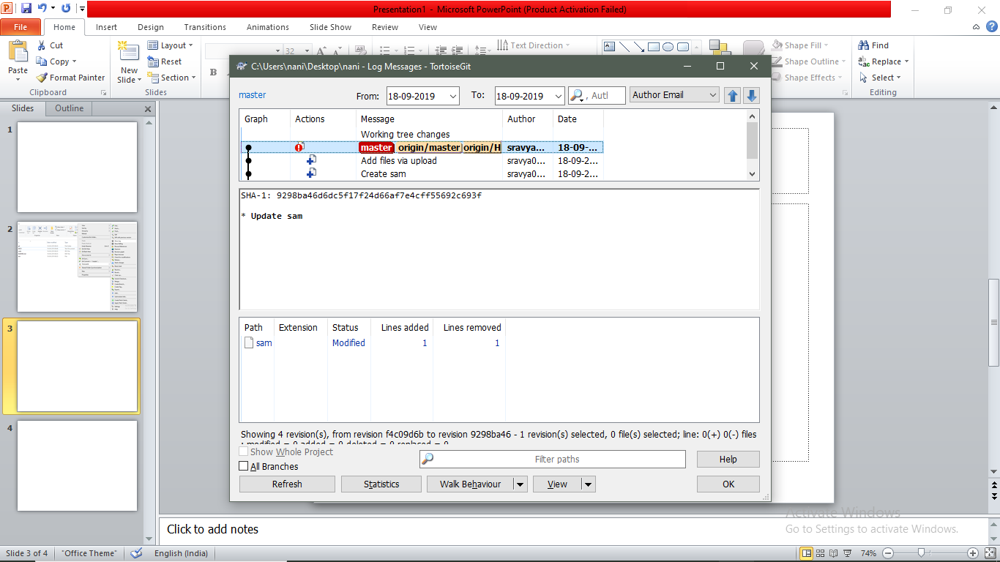 Presentation1 - Microsoft PowerPoint (Product Activation Failed)
File Home Insert Design Transitions Animations Slide Show Review View
Paste
Cut
Copy
Format Painter
Clipboard
New Slide
Layout
Reset
Section
Slides
32
B
Text Direction
Shape Fill
Shape Outline
Shape Effects
Find
Replace
Select
Editing
Slides Outline
1
2
3
4
C:\Users\nani\Desktop\nani - Log Messages - TortoiseGit
master From: 18-09-2019 To: 18-09-2019 , Autl Author Email
Graph Actions Message Author Date
Working tree changes
master origin/master origin/H sravya... 18-09-...
Add files via upload sravya0... 18-09-2...
Create sam sravya0... 18-09-2...
SHA-1: 9298ba46d6dc5f17f24d66af7e4cff55692c693f
* Update sam
Path Extension Status Lines added Lines removed
sam Modified 1 1
Showing 4 revision(s), from revision f4c09d6b to revision 9298ba46 - 1 revision(s) selected, 0 file(s) selected; line: 0(+) 0(-) files
: modified = 0 added = 0 deleted = 0 replaced = 0
Show Whole Project
All Branches
Filter paths
Help
Refresh Statistics Walk Behaviour View OK
Activate Windows
Go to Settings to activate Windows.
Click to add notes
Slide 3 of 4 "Office Theme" English (India) 74%